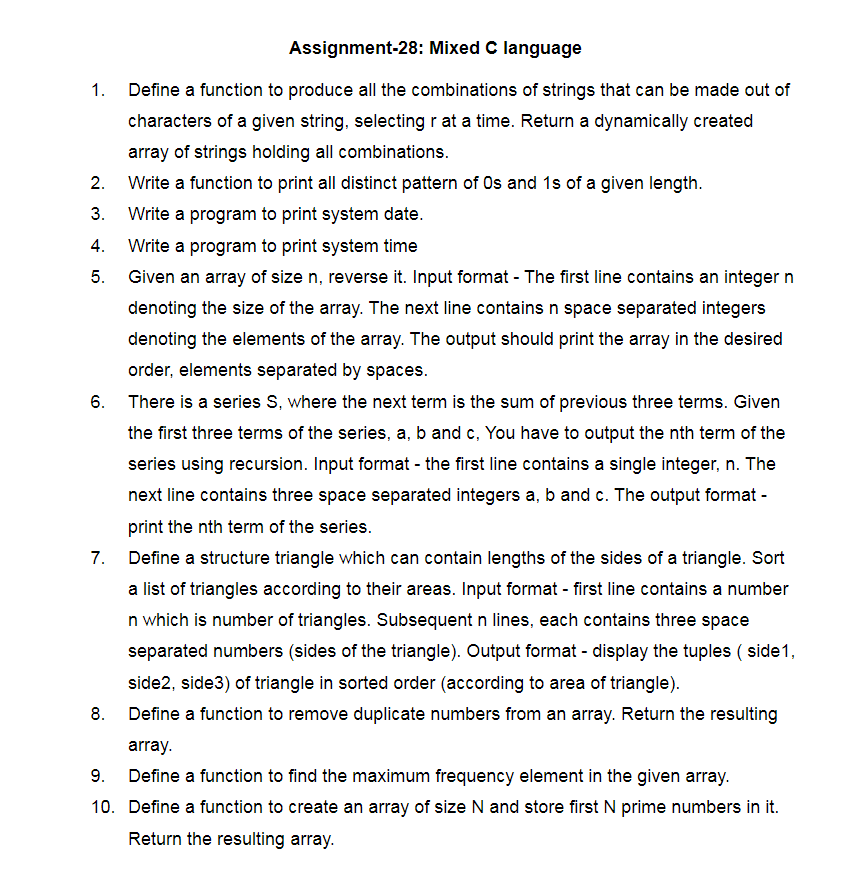 Assignment-28: Mixed C language
1. Define a function to produce all the combinations of strings that can be made out of
characters of a given string, selecting r at a time. Return a dynamically created
array of strings holding all combinations.
2. Write a function to print all distinct pattern of 0s and 1s of a given length.
3. Write a program to print system date.
4. Write a program to print system time
5. Given an array of size n, reverse it. Input format - The first line contains an integer n
denoting the size of the array. The next line contains n space separated integers
denoting the elements of the array. The output should print the array in the desired
order, elements separated by spaces.
6. There is a series S, where the next term is the sum of previous three terms. Given
the first three terms of the series, a, b and c, You have to output the nth term of the
series using recursion. Input format - the first line contains a single integer, n. The
next line contains three space separated integers a, b and c. The output format -
print the nth term of the series.
7. Define a structure triangle which can contain lengths of the sides of a triangle. Sort
a list of triangles according to their areas. Input format - first line contains a number
n which is number of triangles. Subsequent n lines, each contains three space
separated numbers (sides of the triangle). Output format - display the tuples ( side1,
side2, side3) of triangle in sorted order (according to area of triangle).
8. Define a function to remove duplicate numbers from an array. Return the resulting
array.
9. Define a function to find the maximum frequency element in the given array.
10. Define a function to create an array of size N and store first N prime numbers in it.
Return the resulting array.